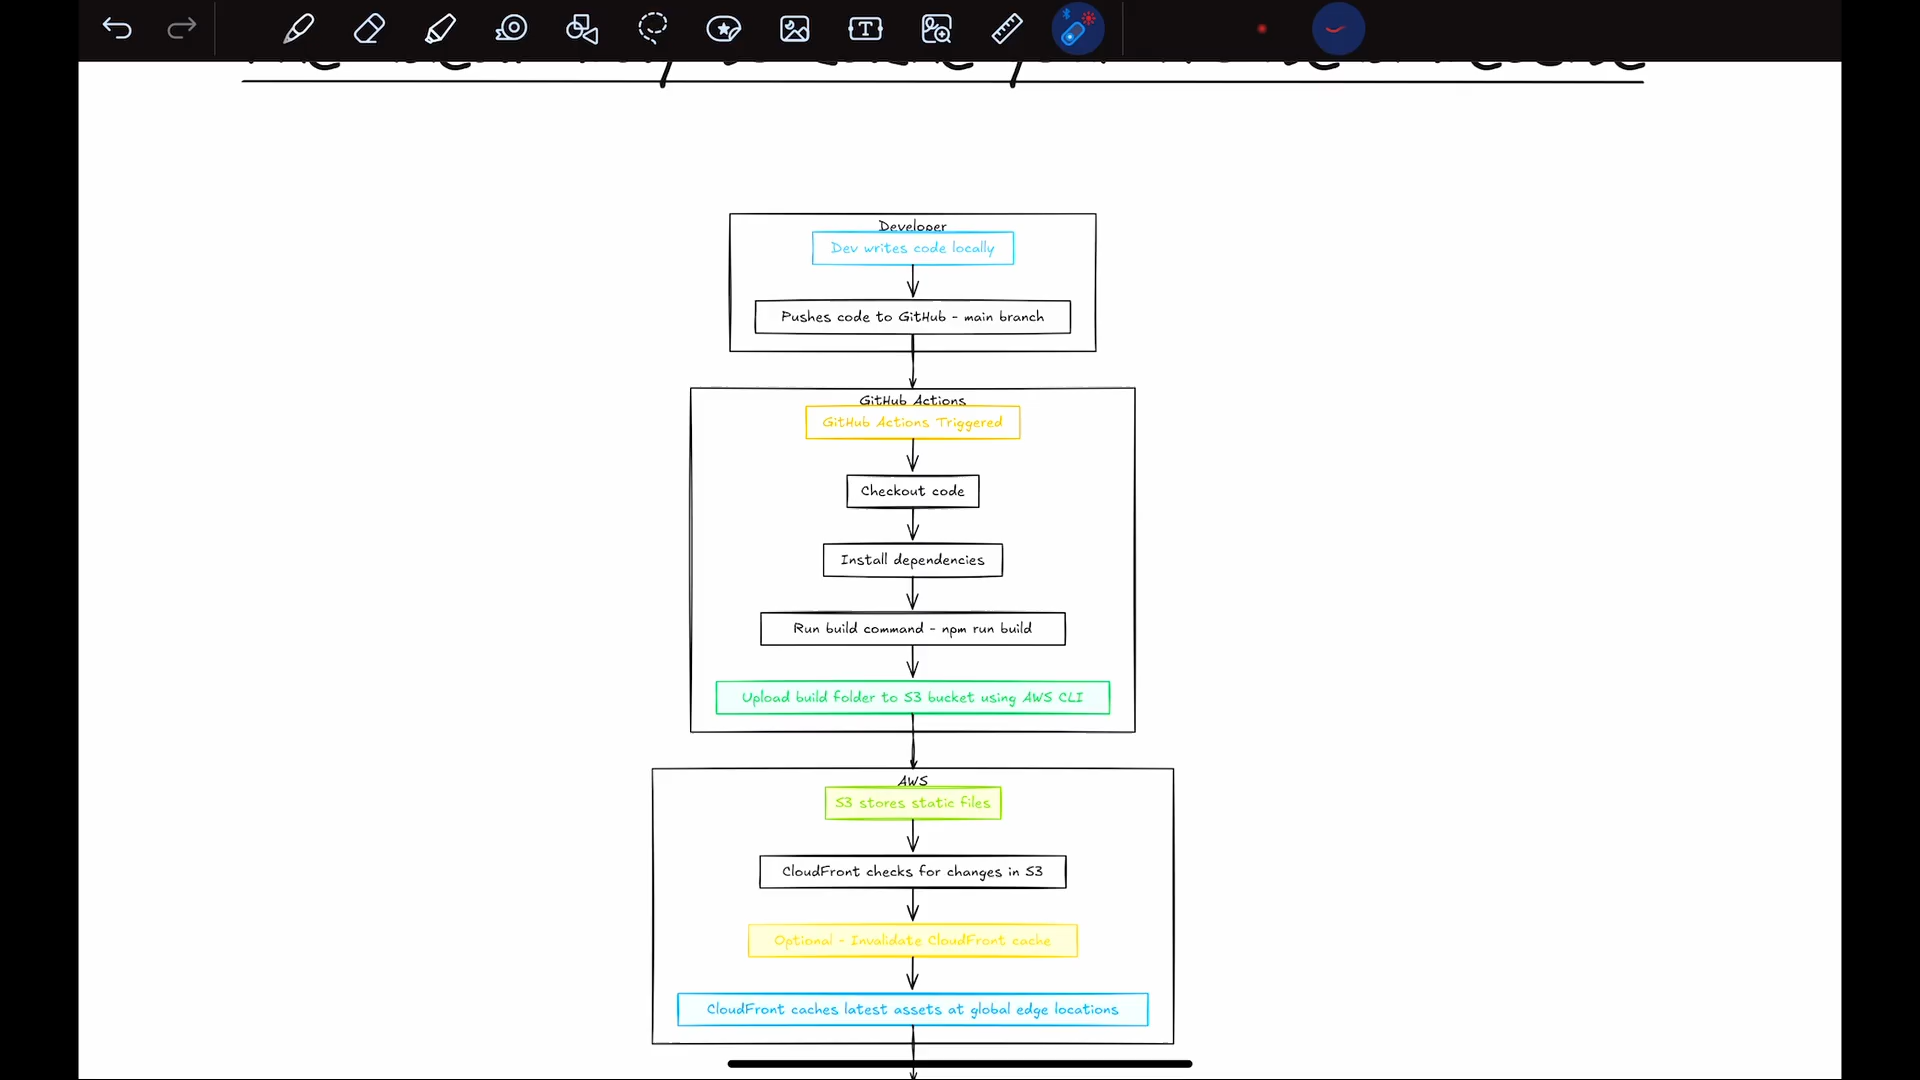 Developer
Dev writes code locally
Pushes code to GitHub - main branch
GitHub Actions
GitHub Actions Triggered
Checkout code
Install dependencies
Run build command - npm run build
Upload build folder to S3 bucket using AWS CLI
AWS
S3 stores static files
CloudFront checks for changes in S3
Optional - Invalidate CloudFront cache
CloudFront caches latest assets at global edge locations